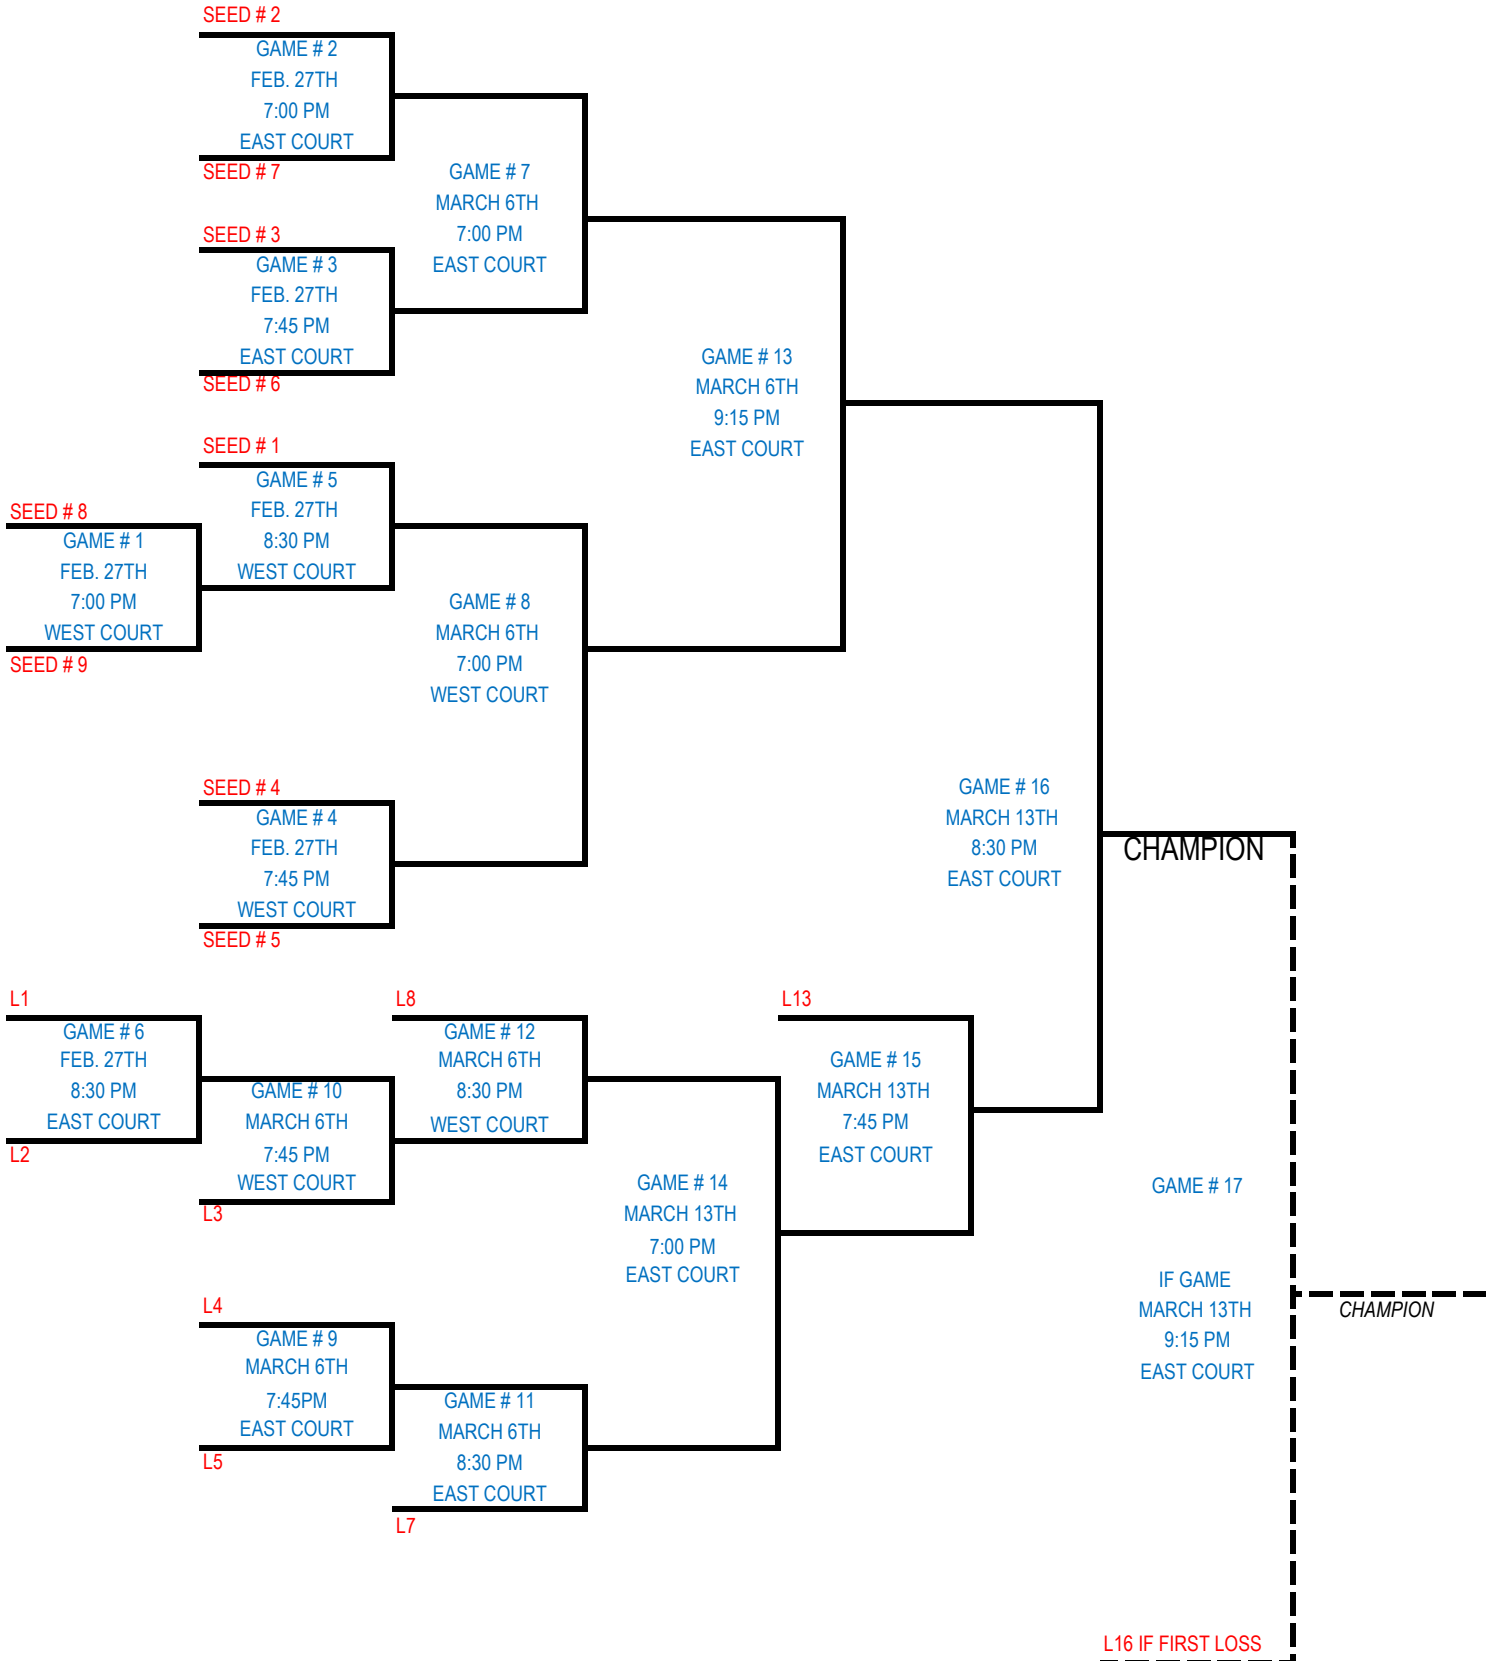 SEED # 2
GAME # 2
FEB. 27TH
7:00 PM
EAST COURT
SEED # 7
GAME # 7
MARCH 6TH
7:00 PM
EAST COURT
SEED # 3
GAME # 3
FEB. 27TH
7:45 PM
EAST COURT
SEED # 6
GAME # 13
MARCH 6TH
9:15 PM
EAST COURT
SEED # 1
GAME # 5
FEB. 27TH
8:30 PM
WEST COURT
SEED # 8
GAME # 1
FEB. 27TH
7:00 PM
WEST COURT
SEED # 9
GAME # 8
MARCH 6TH
7:00 PM
WEST COURT
SEED # 4
GAME # 4
FEB. 27TH
7:45 PM
WEST COURT
SEED # 5
GAME # 16
MARCH 13TH
8:30 PM
EAST COURT
CHAMPION
L1
GAME # 6
FEB. 27TH
8:30 PM
EAST COURT
L2
L8
GAME # 12
MARCH 6TH
8:30 PM
WEST COURT
L13
GAME # 15
MARCH 13TH
7:45 PM
EAST COURT
GAME # 10
MARCH 6TH
7:45 PM
WEST COURT
L3
GAME # 14
MARCH 13TH
7:00 PM
EAST COURT
GAME # 17
IF GAME
MARCH 13TH
9:15 PM
EAST COURT
CHAMPION
L4
GAME # 9
MARCH 6TH
7:45PM
EAST COURT
L5
GAME # 11
MARCH 6TH
8:30 PM
EAST COURT
L7
L16 IF FIRST LOSS